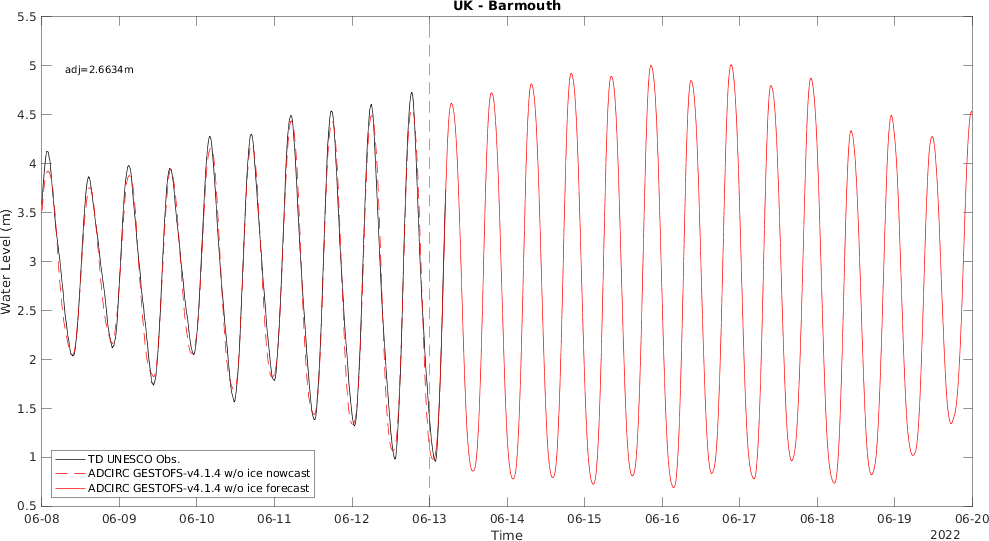 UK - Barmouth
5.5
5
4.5
4
3.5
3
2.5
2
1.5
1
0.5
Water Level (m)
adj=2.6634m
TD UNESCO Obs.
ADCIRC GESTOFS-v4.1.4 w/o ice nowcast
ADCIRC GESTOFS-v4.1.4 w/o ice forecast
06-08 06-09 06-10 06-11 06-12 06-13 06-14 06-15 06-16 06-17 06-18 06-19 06-20
Time
2022